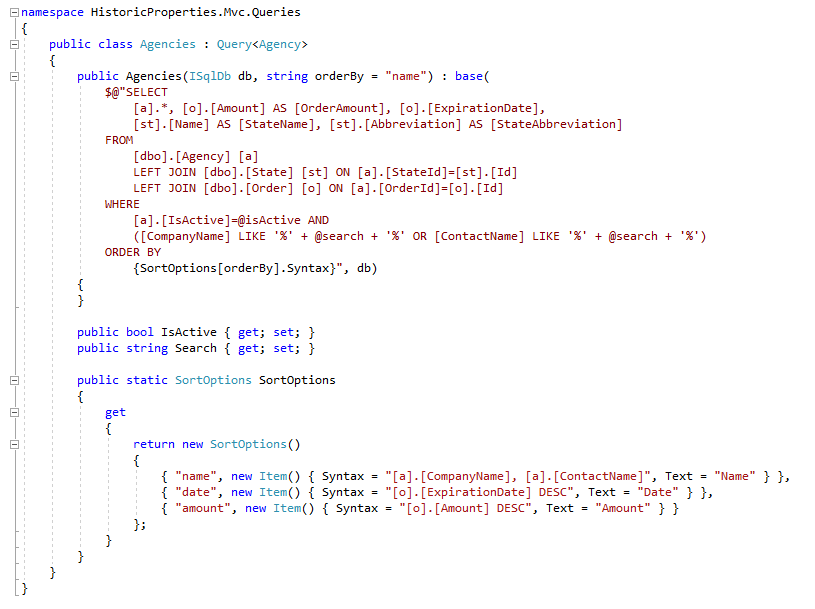 namespace HistoricProperties.Mvc.Queries
{
    public class Agencies : Query<Agency>
    {
        public Agencies(ISqlDb db, string orderBy = "name") : base(
            $@"SELECT
                [a].*, [o].[Amount] AS [OrderAmount], [o].[ExpirationDate],
                [st].[Name] AS [StateName], [st].[Abbreviation] AS [StateAbbreviation]
            FROM
                [dbo].[Agency] [a]
                LEFT JOIN [dbo].[State] [st] ON [a].[StateId]=[st].[Id]
                LEFT JOIN [dbo].[Order] [o] ON [a].[OrderId]=[o].[Id]
            WHERE
                [a].[IsActive]=@isActive AND
                ([CompanyName] LIKE '%' + @search + '%' OR [ContactName] LIKE '%' + @search + '%')
            ORDER BY
                {SortOptions[orderBy].Syntax}", db)
        {
        }

        public bool IsActive { get; set; }
        public string Search { get; set; }

        public static SortOptions SortOptions
        {
            get
            {
                return new SortOptions()
                {
                    { "name", new Item() { Syntax = "[a].[CompanyName], [a].[ContactName]", Text = "Name" } },
                    { "date", new Item() { Syntax = "[o].[ExpirationDate] DESC", Text = "Date" } },
                    { "amount", new Item() { Syntax = "[o].[Amount] DESC", Text = "Amount" } }
                };
            }
        }
    }
}